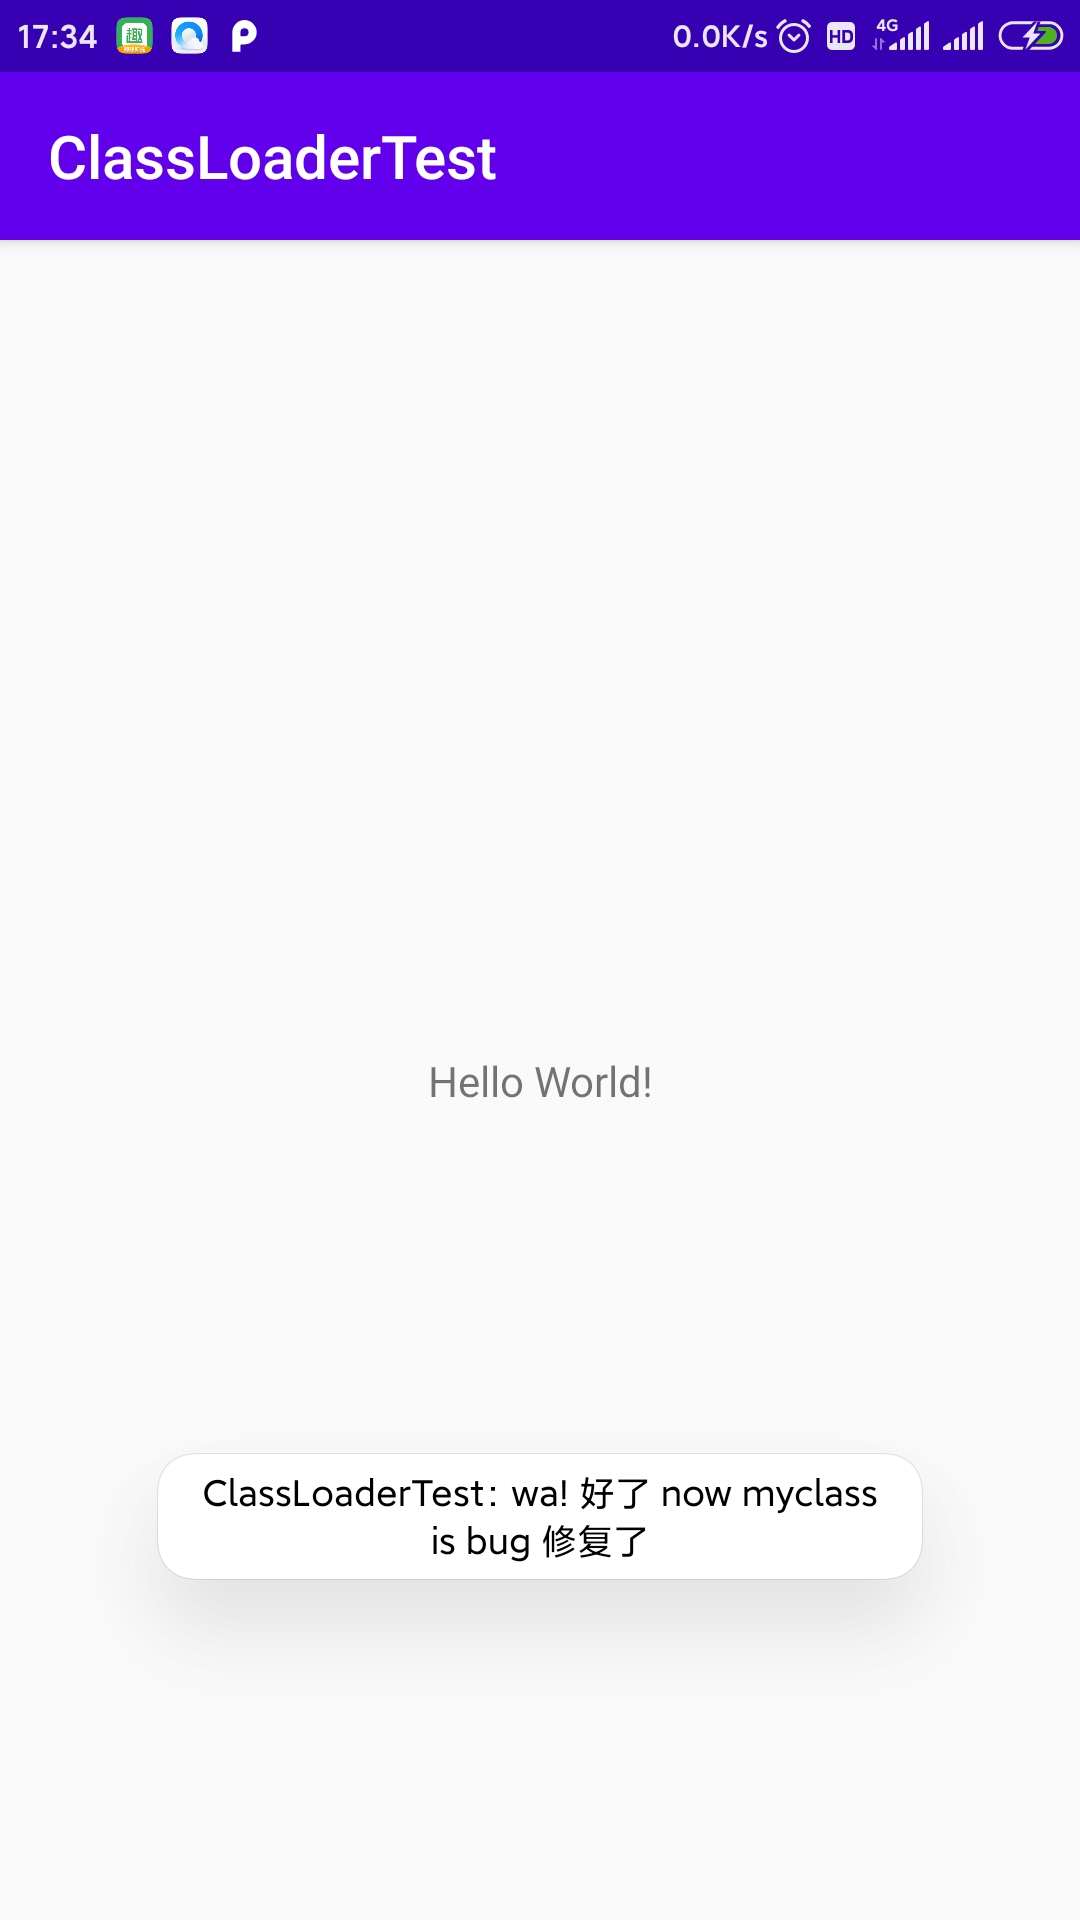 17:34
趣
0.0K/s
HD
4G
ClassLoaderTest
Hello World!
ClassLoaderTest: wa! 好了 now myclass
is bug 修复了